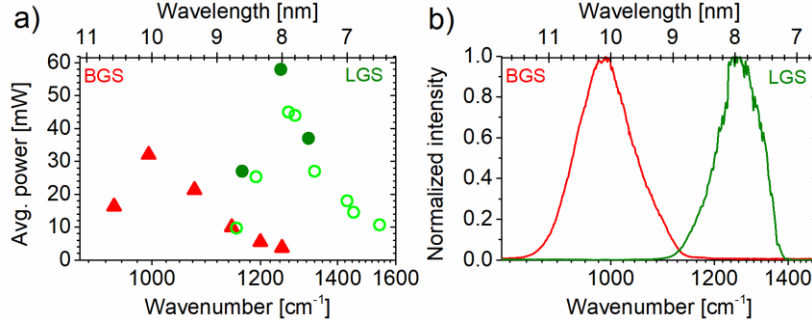 a)
Wavelength [nm]
11 10 9 8 7
60
50
40
30
20
10
0
Avg. power [mW]
BGS
LGS
1000 1200 1400 1600
Wavenumber [cm⁻¹]
b)
Wavelength [nm]
11 10 9 8 7
1.0
0.8
0.6
0.4
0.2
0.0
Normalized intensity
BGS
LGS
1000 1200 1400
Wavenumber [cm⁻¹]